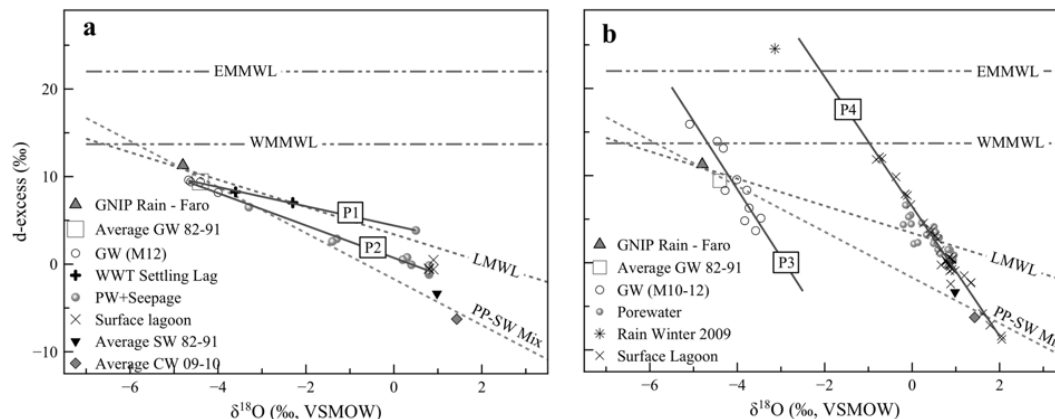 a
EMMWL
WMMWL
P1
P2
LMWL
PP-SW Mix
GNIP Rain - Faro
Average GW 82-91
GW (M12)
WWT Settling Lag
PW+Seepage
Surface lagoon
Average SW 82-91
Average CW 09-10
d-excess (‰)
20
10
0
−10
−6
−4
−2
0
2
δ18O (‰, VSMOW)
b
EMMWL
P4
WMMWL
P3
LMWL
PP-SW Mi
GNIP Rain - Faro
Average GW 82-91
GW (M10-12)
Porewater
Rain Winter 2009
Surface Lagoon
−6
−4
−2
0
2
δ18O (‰, VSMOW)